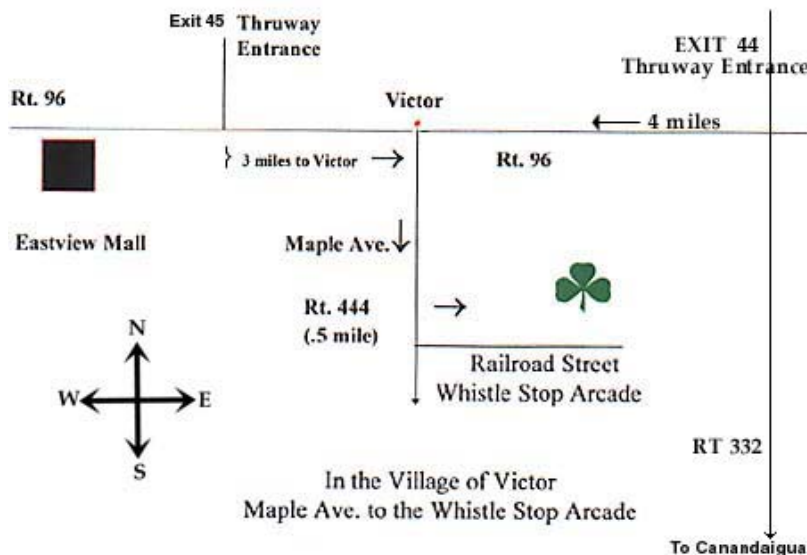 Exit 45 Thruway
Entrance
EXIT 44
Thruway Entrance
Rt. 96
Victor
4 miles
3 miles to Victor
Rt. 96
Eastview Mall
Maple Ave.
Rt. 444
(.5 mile)
N
W E
S
Railroad Street
Whistle Stop Arcade
RT 332
In the Village of Victor
Maple Ave. to the Whistle Stop Arcade
To Canandaigua